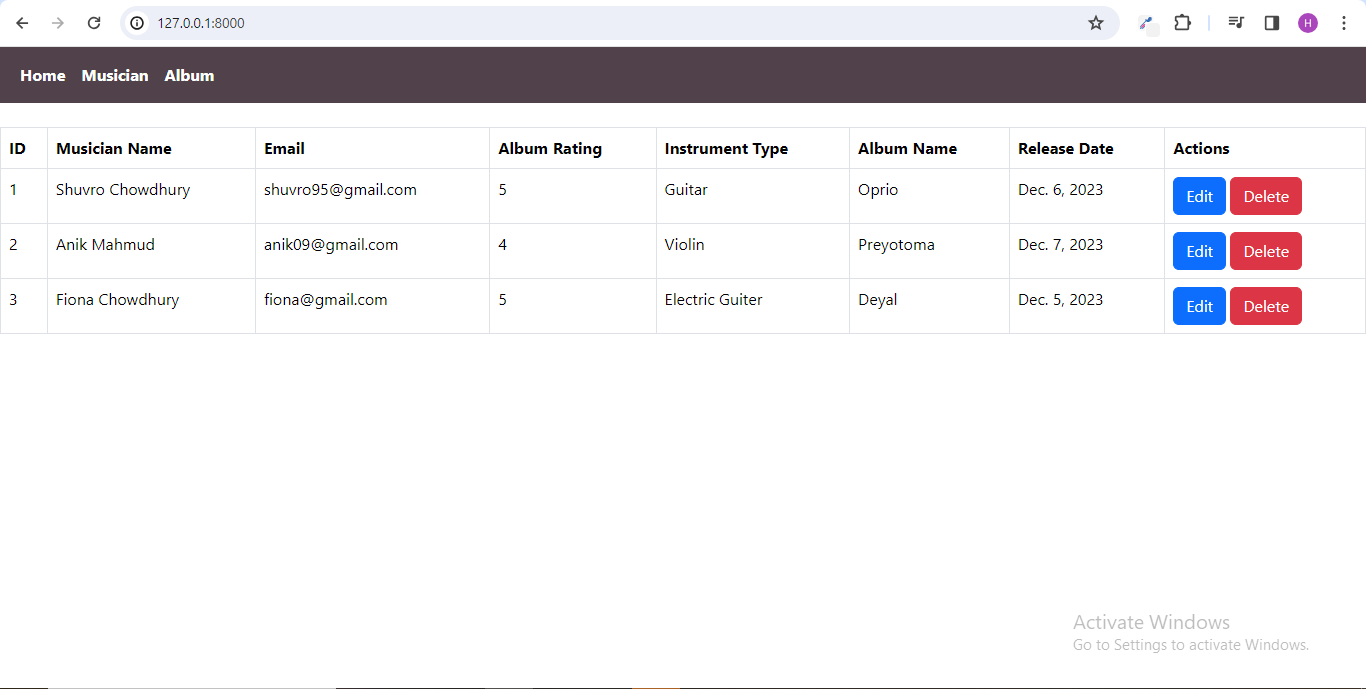 127.0.0.1:8000
H
Home Musician Album
ID Musician Name Email Album Rating Instrument Type Album Name Release Date Actions
1 Shuvro Chowdhury shuvro95@gmail.com 5 Guitar Oprio Dec. 6, 2023 Edit Delete
2 Anik Mahmud anik09@gmail.com 4 Violin Preyotoma Dec. 7, 2023 Edit Delete
3 Fiona Chowdhury fiona@gmail.com 5 Electric Guiter Deyal Dec. 5, 2023 Edit Delete
Activate Windows
Go to Settings to activate Windows.